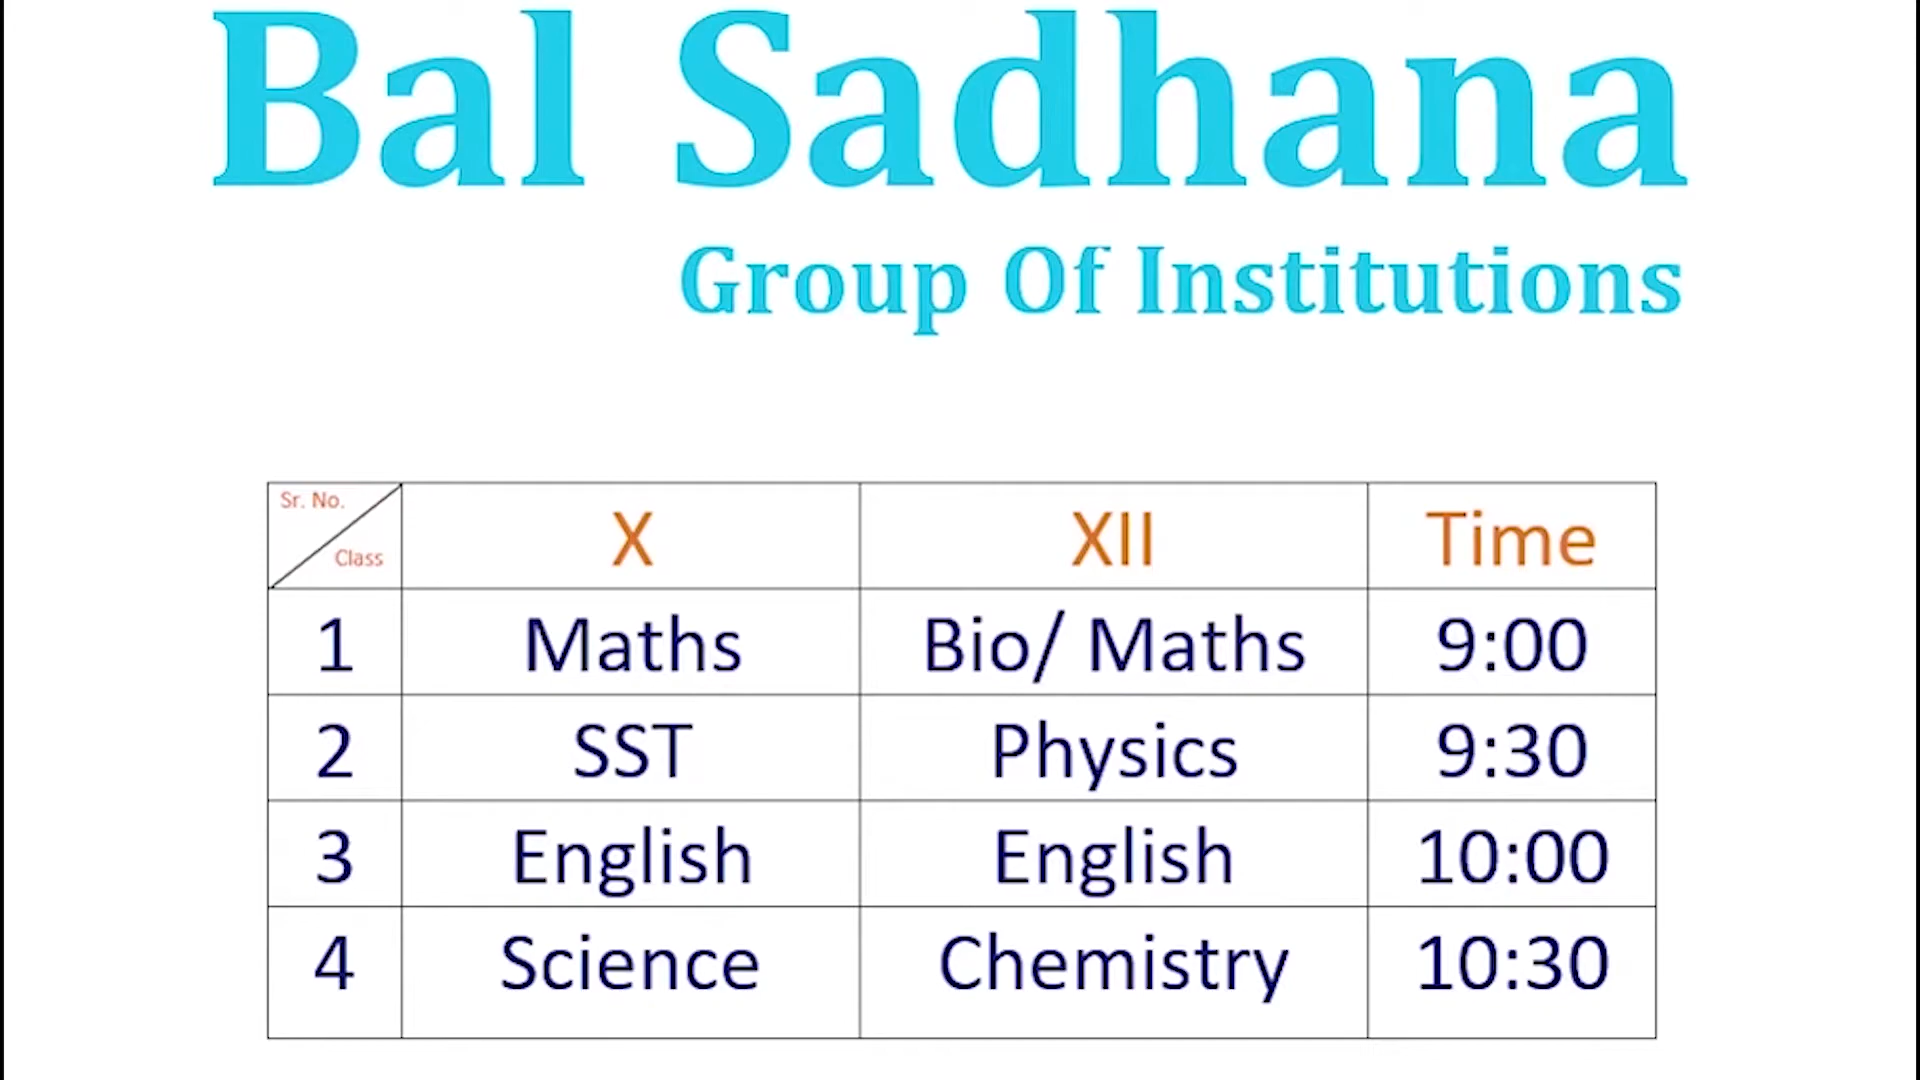 Bal Sadhana
Group Of Institutions
Sr. No.
Class
X XII Time
1 Maths Bio/ Maths 9:00
2 SST Physics 9:30
3 English English 10:00
4 Science Chemistry 10:30